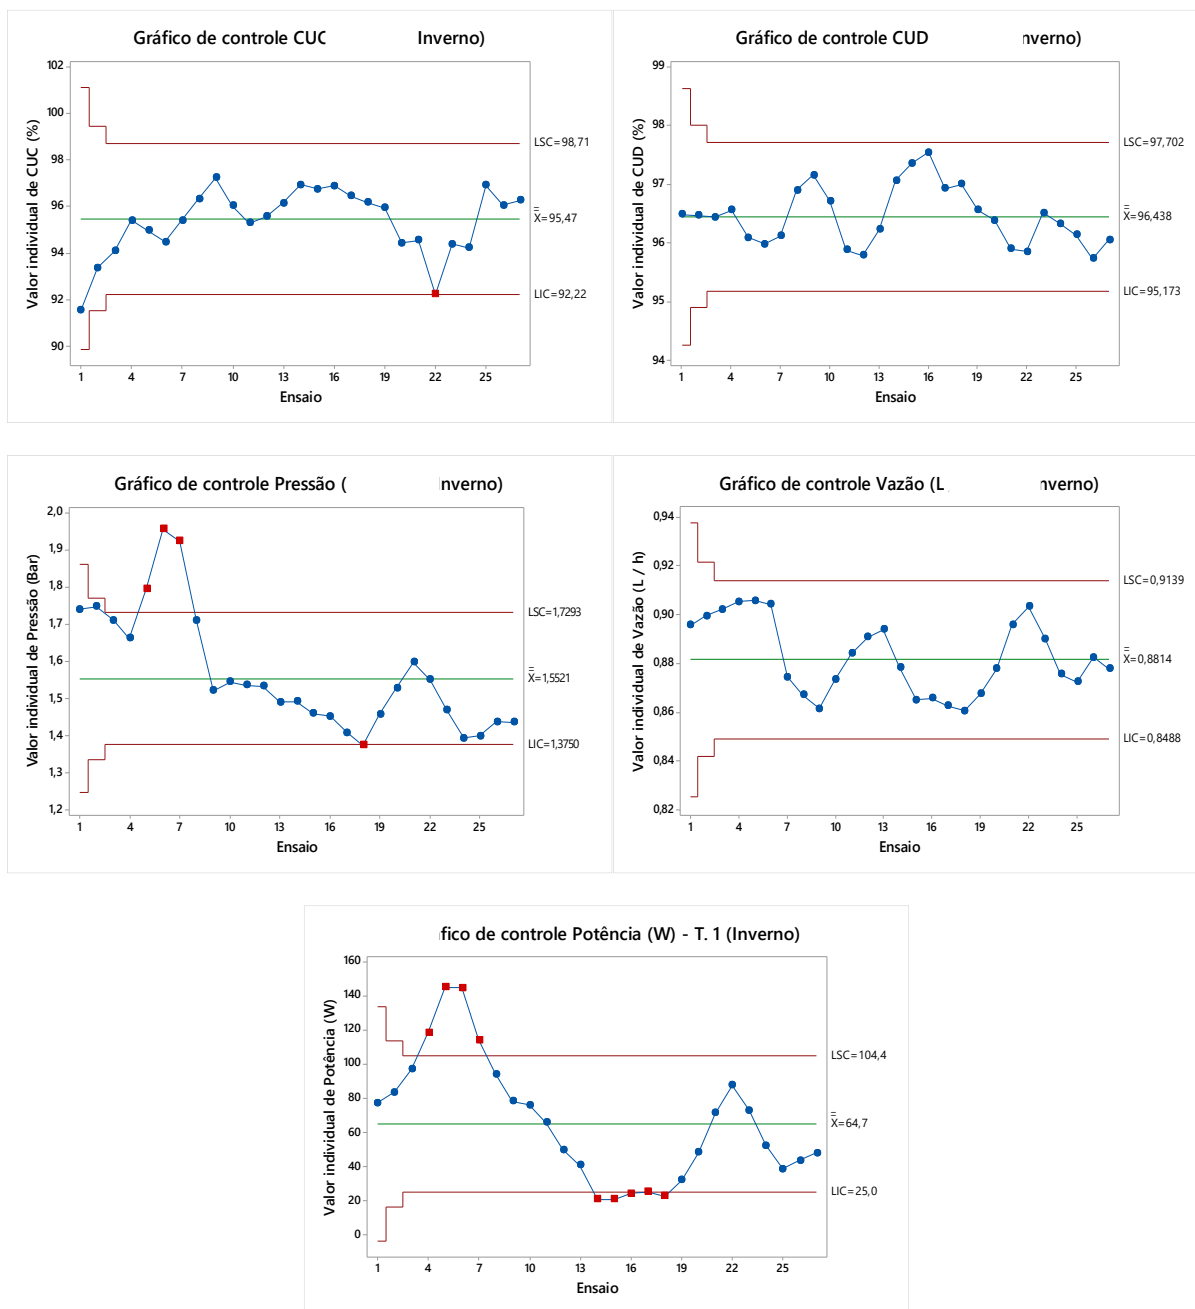 Gráfico de controle CUC Inverno)
Valor individual de CUC (%)
102
100
98
96
94
92
90
LSC=98,71
X=95,47
LIC=92,22
1 4 7 10 13 16 19 22 25
Ensaio
Gráfico de controle CUD nverno)
Valor individual de CUD (%)
99
98
97
96
95
94
LSC=97,702
X=96,438
LIC=95,173
1 4 7 10 13 16 19 22 25
Ensaio
Gráfico de controle Pressão ( nverno)
Valor individual de Pressão (Bar)
2,0
1,9
1,8
1,7
1,6
1,5
1,4
1,3
1,2
LSC=1,7293
X=1,5521
LIC=1,3750
1 4 7 10 13 16 19 22 25
Ensaio
Gráfico de controle Vazão (L nverno)
Valor individual de Vazão (L / h)
0,94
0,92
0,90
0,88
0,86
0,84
0,82
LSC=0,9139
X=0,8814
LIC=0,8488
1 4 7 10 13 16 19 22 25
Ensaio
fico de controle Potência (W) - T. 1 (Inverno)
Valor individual de Potência (W)
160
140
120
100
80
60
40
20
0
LSC=104,4
X=64,7
LIC=25,0
1 4 7 10 13 16 19 22 25
Ensaio